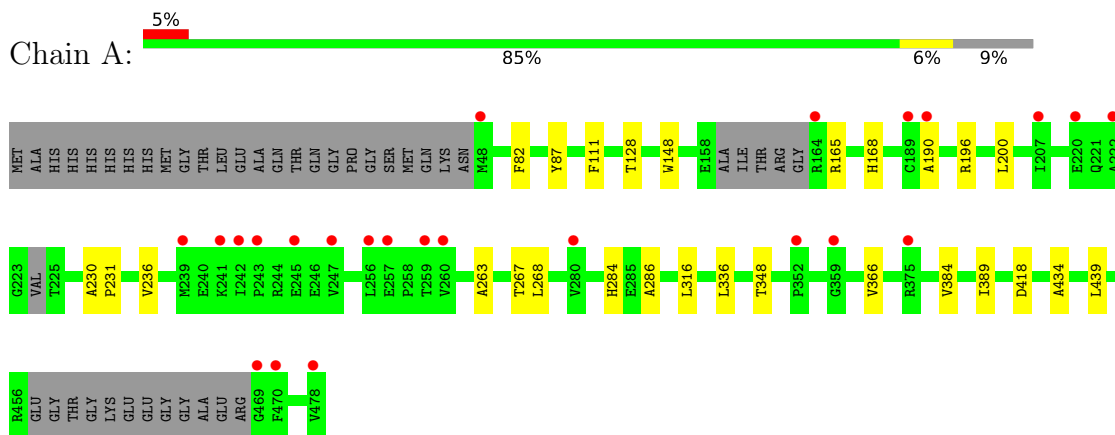 5%
Chain A:
85% 6% 9%
MET ALA HIS HIS HIS HIS HIS HIS MET GLY THR LEU GLU ALA GLN THR GLN GLY PRO GLY SER MET GLN LYS ASN M48 F82 Y87 F111 T128 W148 E158 ALA ILE THR ARG GLY R164 R165 H168 C189 A190 R196 L200 I207 E220 Q221 A222
G223 VAL T225 A230 P231 V236 M239 E240 K241 I242 P243 R244 E245 E246 V247 L256 E257 P258 T259 V260 A263 T267 L268 V280 H284 E285 A286 L316 L336 T348 P352 G359 V366 R375 V384 I389 D418 A434 L439
R456 GLU GLY THR GLY LYS GLU GLU GLY GLY ALA GLU ARG G469 F470 V478